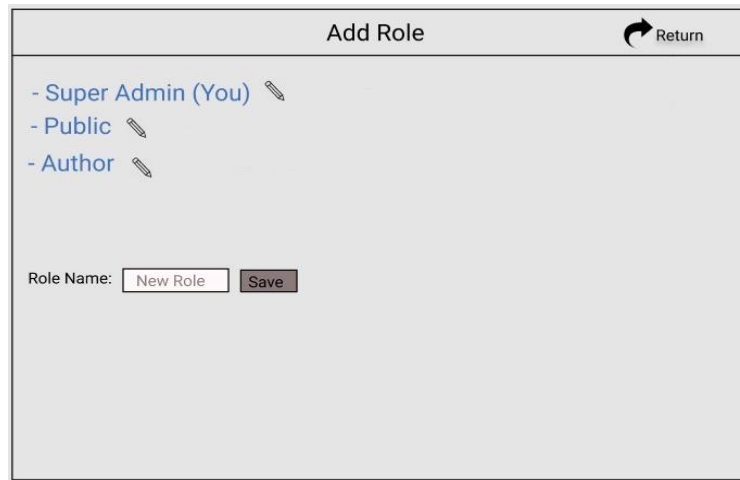 Add Role
Return
- Super Admin (You)
- Public
- Author
Role Name: New Role Save